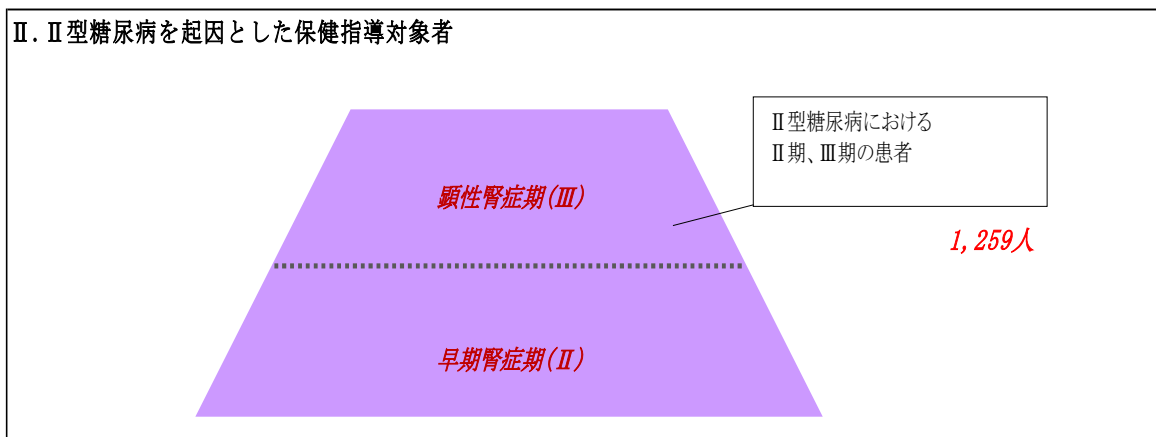 Ⅱ．Ⅱ型糖尿病を起因とした保健指導対象者
Ⅱ型糖尿病における
Ⅱ期、Ⅲ期の患者
顕性腎症期(Ⅲ)
1,259人
早期腎症期(Ⅱ)